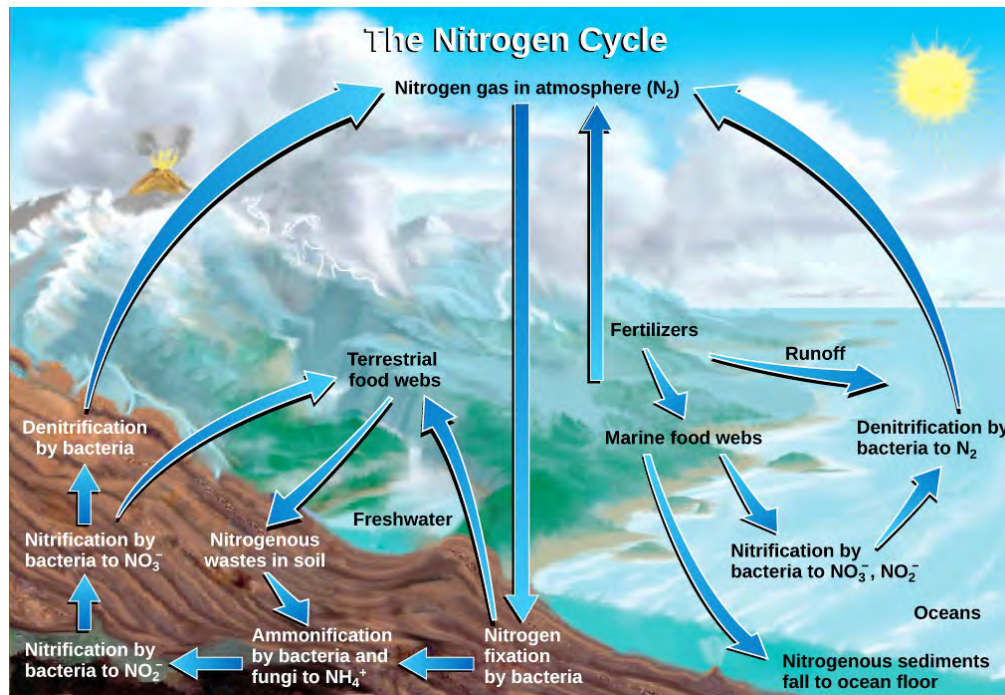 The Nitrogen Cycle
Nitrogen gas in atmosphere (N₂)
Fertilizers
Runoff
Terrestrial
food webs
Marine food webs
Denitrification
by bacteria
Denitrification by
bacteria to N₂
Freshwater
Nitrification by
bacteria to NO₃⁻
Nitrogenous
wastes in soil
Nitrification by
bacteria to NO₃⁻, NO₂⁻
Oceans
Nitrification by
bacteria to NO₂⁻
Ammonification
by bacteria and
fungi to NH₄⁺
Nitrogen
fixation
by bacteria
Nitrogenous sediments
fall to ocean floor